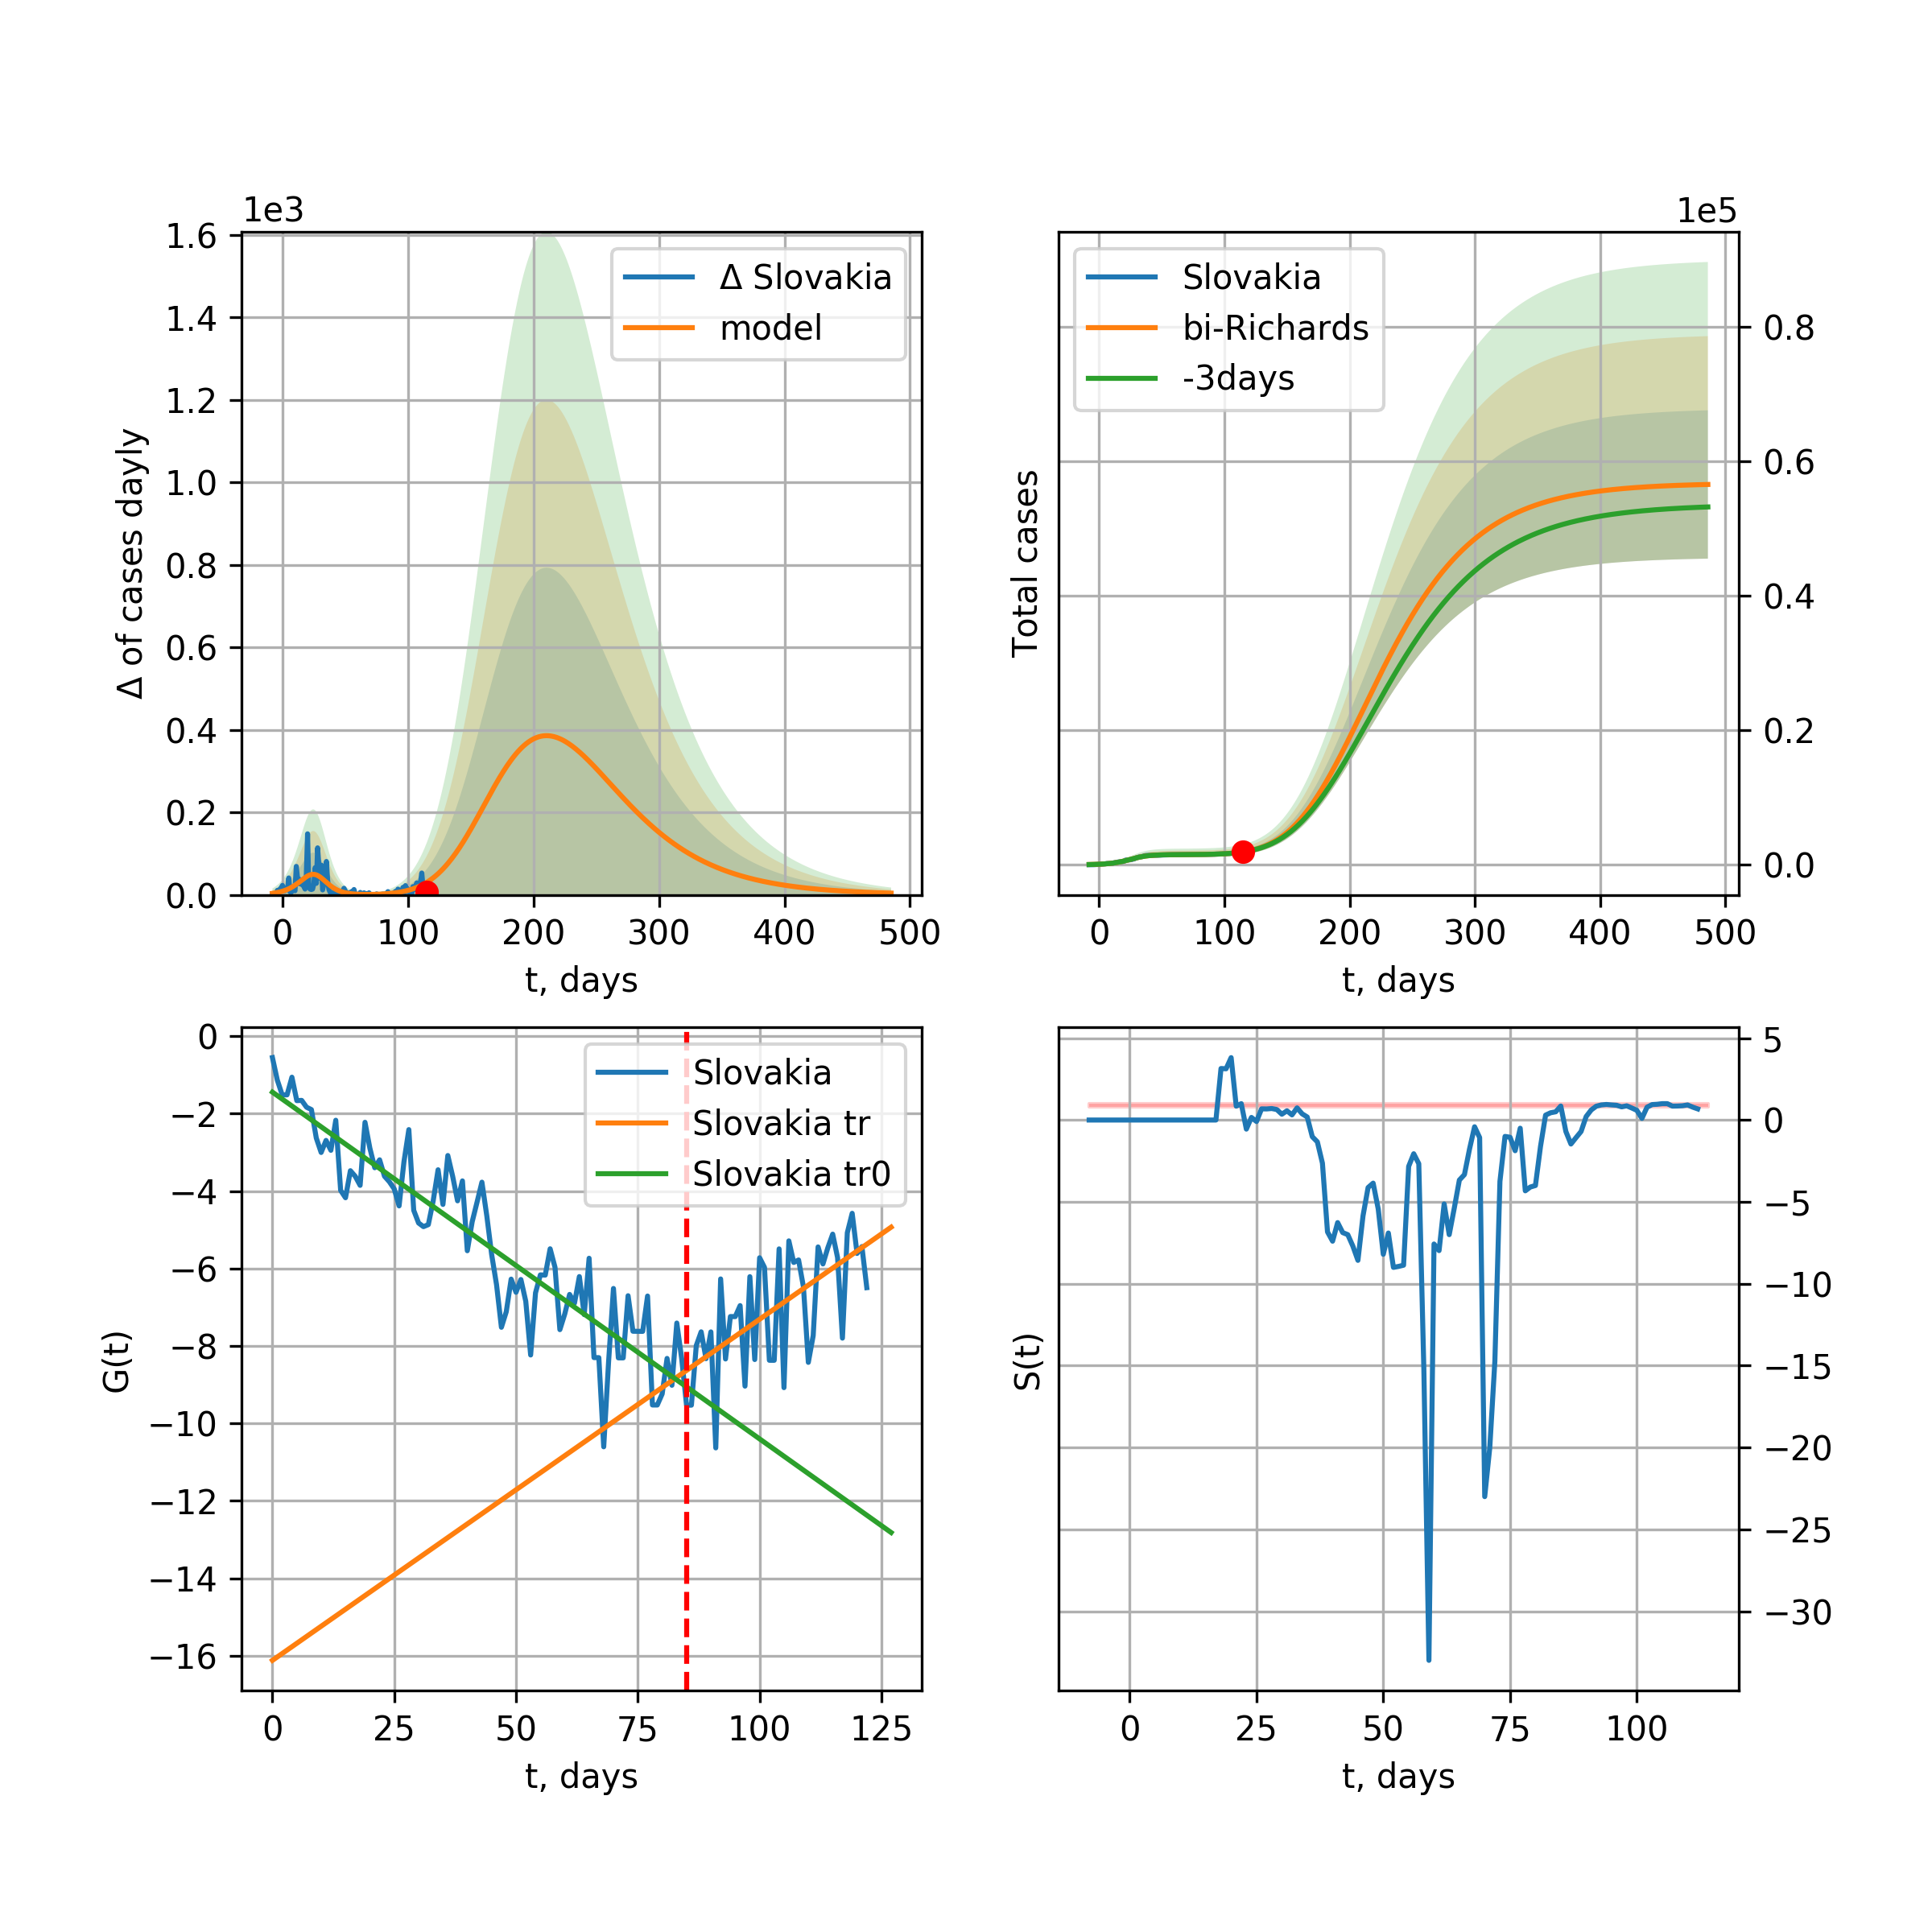 1e3
1.6
1.4
1.2
1.0
0.8
0.6
0.4
0.2
0.0
Δ of cases dayly
Δ Slovakia
model
0 100 200 300 400 500
t, days
1e5
Total cases
Slovakia
bi-Richards
-3days
0.8
0.6
0.4
0.2
0.0
0 100 200 300 400 500
t, days
0
−2
−4
−6
−8
−10
−12
−14
−16
G(t)
Slovakia
Slovakia tr
Slovakia tr0
0 25 50 75 100 125
t, days
S(t)
5
0
−5
−10
−15
−20
−25
−30
0 25 50 75 100
t, days